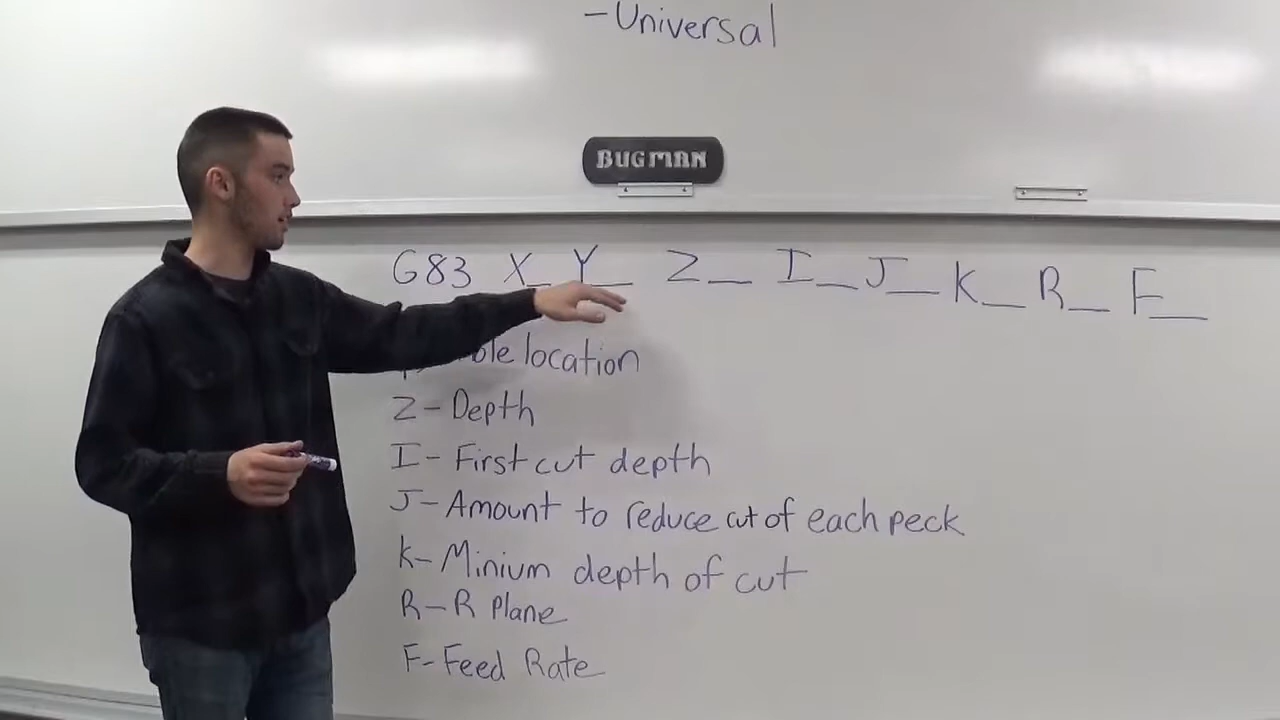 -Universal
BUGMAN
G83 X_ Y_ Z_ I_ J_ K_ R_ F_
location
Z-Depth
I-First cut depth
J-Amount to reduce cut of each peck
K-Minium depth of cut
R-R Plane
F-Feed Rate